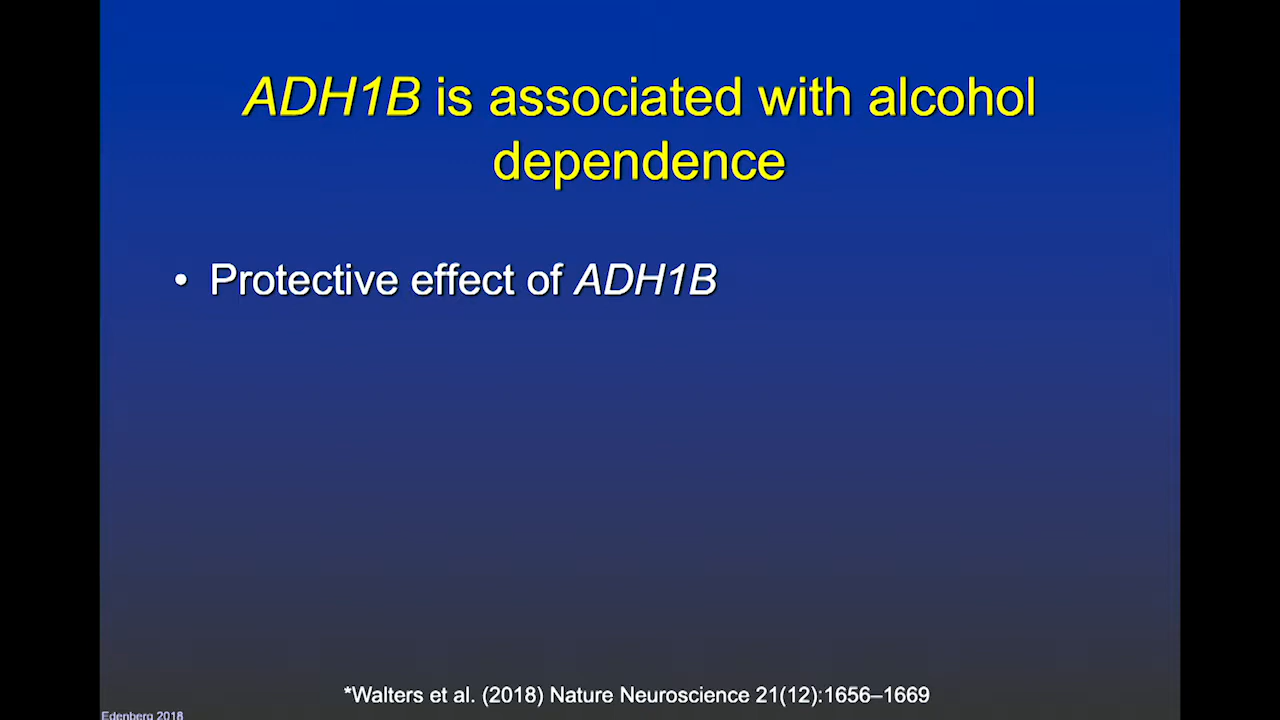 ADH1B is associated with alcohol
dependence
• Protective effect of ADH1B
*Walters et al. (2018) Nature Neuroscience 21(12):1656–1669
Edenberg 2018